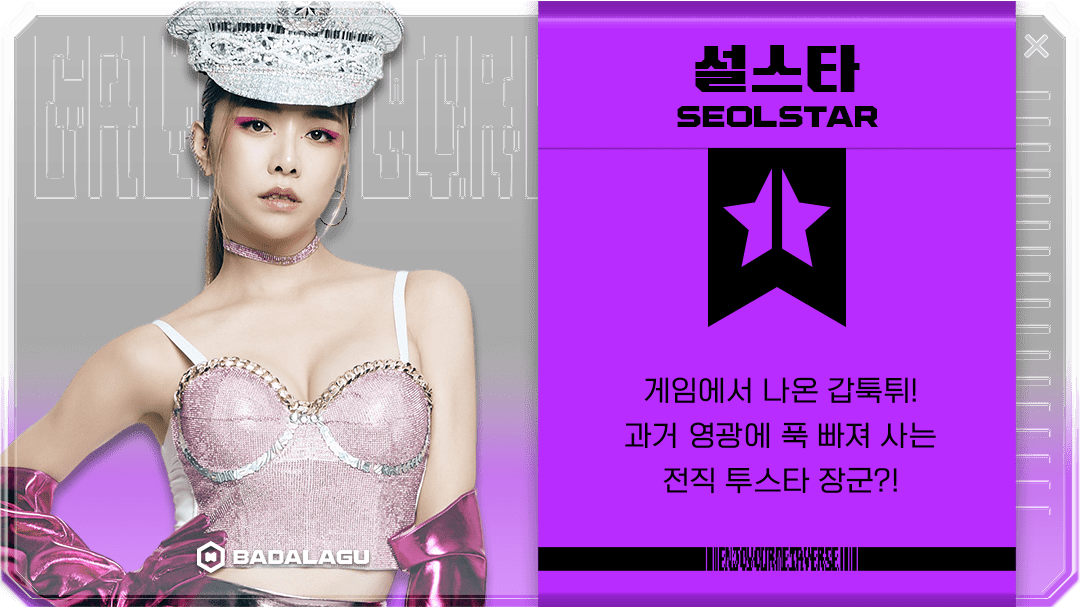 설스타
SEOLSTAR
게임에서 나온 갑툭튀!
과거 영광에 푹 빠져 사는
전직 투스타 장군?!
BADALAGU
ENJOYOURMETAVERSE